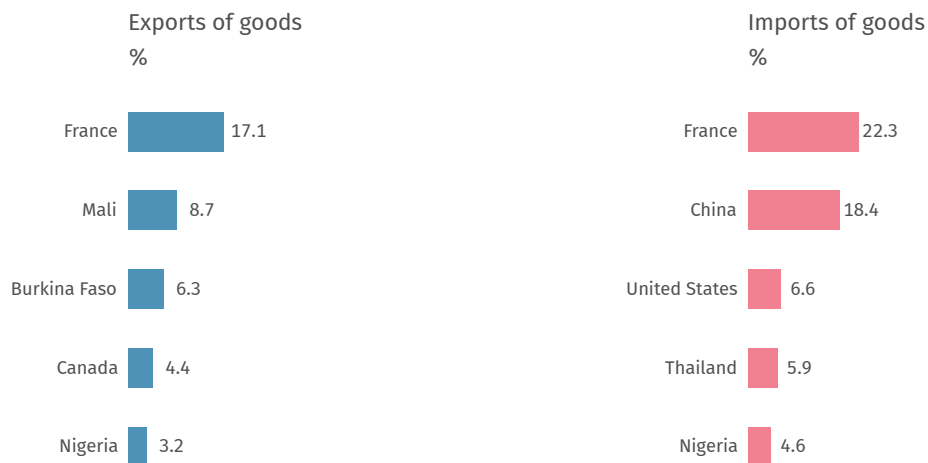 Exports of goods
%
France 17.1
Mali 8.7
Burkina Faso 6.3
Canada 4.4
Nigeria 3.2
Imports of goods
%
France 22.3
China 18.4
United States 6.6
Thailand 5.9
Nigeria 4.6